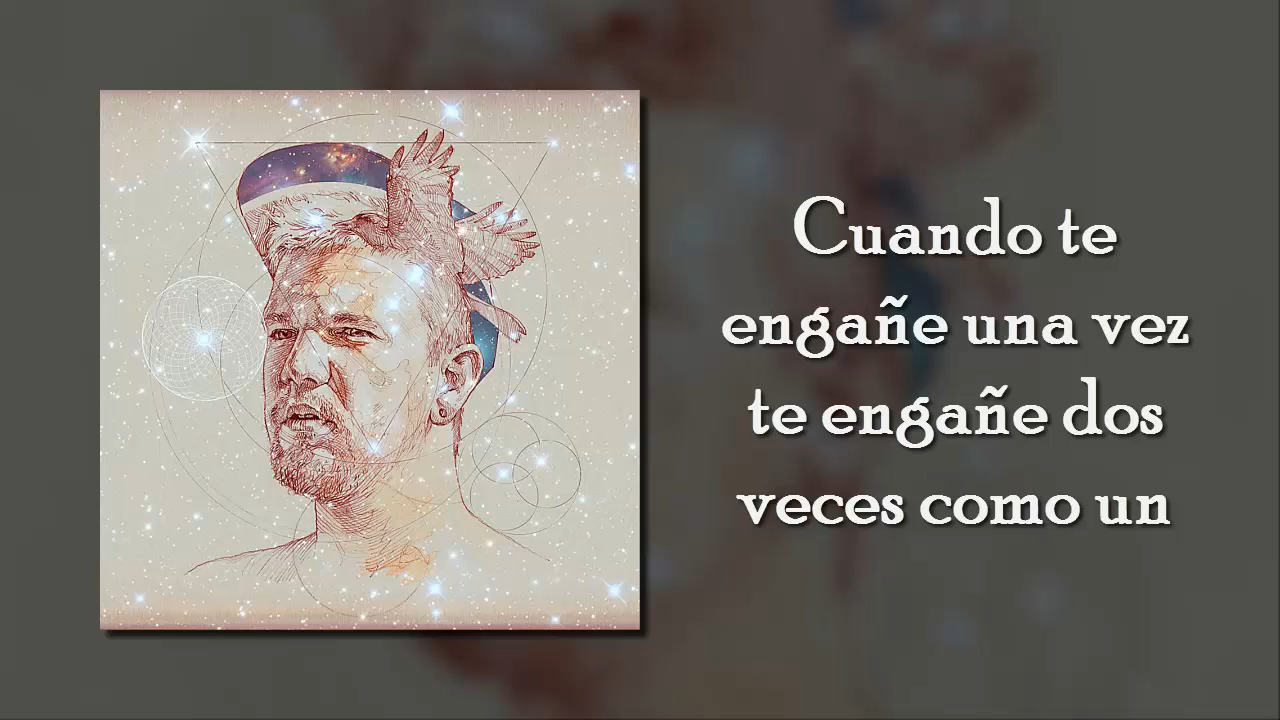 Cuando te
engañe una vez
te engañe dos
veces como un